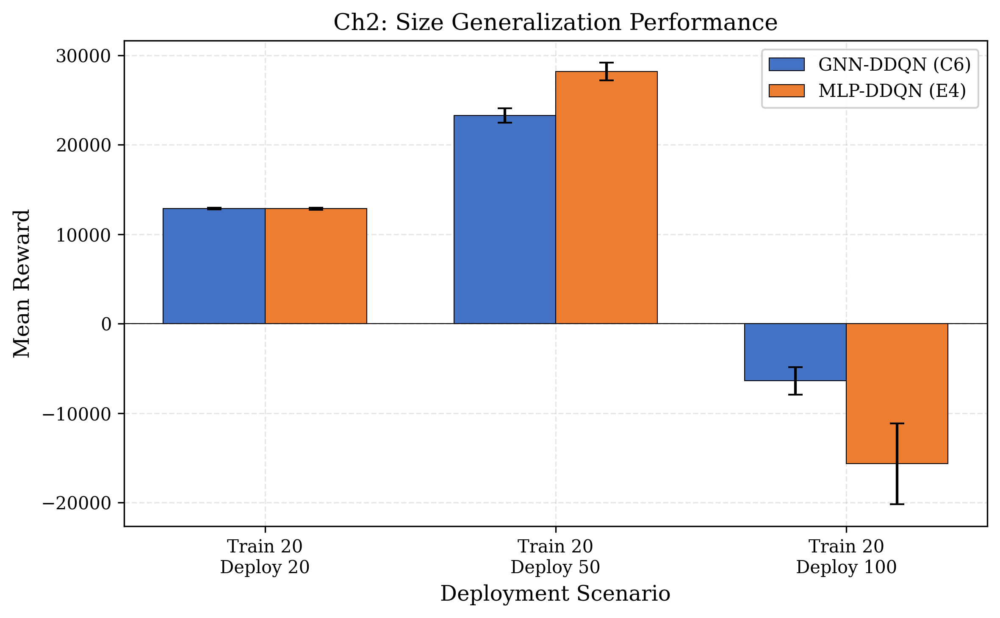 Ch2: Size Generalization Performance
GNN-DDQN (C6)
MLP-DDQN (E4)
Mean Reward
30000
20000
10000
0
−10000
−20000
Train 20
Deploy 20
Train 20
Deploy 50
Train 20
Deploy 100
Deployment Scenario